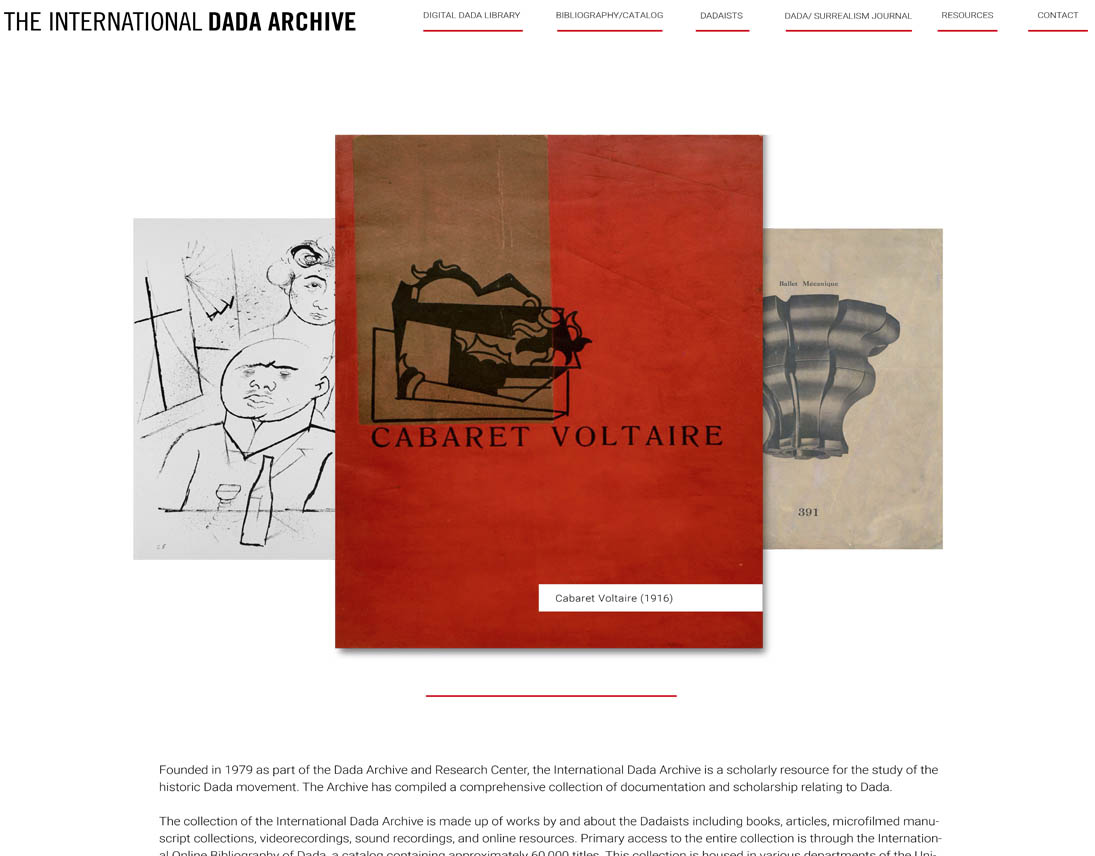 THE INTERNATIONAL DADA ARCHIVE
DIGITAL DADA LIBRARY
BIBLIOGRAPHY/CATALOG
DADAISTS
DADA/ SURREALISM JOURNAL
RESOURCES
CONTACT
Ballet Mécanique
CABARET VOLTAIRE
391
Cabaret Voltaire (1916)
Founded in 1979 as part of the Dada Archive and Research Center, the International Dada Archive is a scholarly resource for the study of the
historic Dada movement. The Archive has compiled a comprehensive collection of documentation and scholarship relating to Dada.
The collection of the International Dada Archive is made up of works by and about the Dadaists including books, articles, microfilmed manu-
script collections, videorecordings, sound recordings, and online resources. Primary access to the entire collection is through the Internation-
al Online Bibliography of Dada, a catalog containing approximately 60,000 titles. This collection is housed in various departments of the Uni-